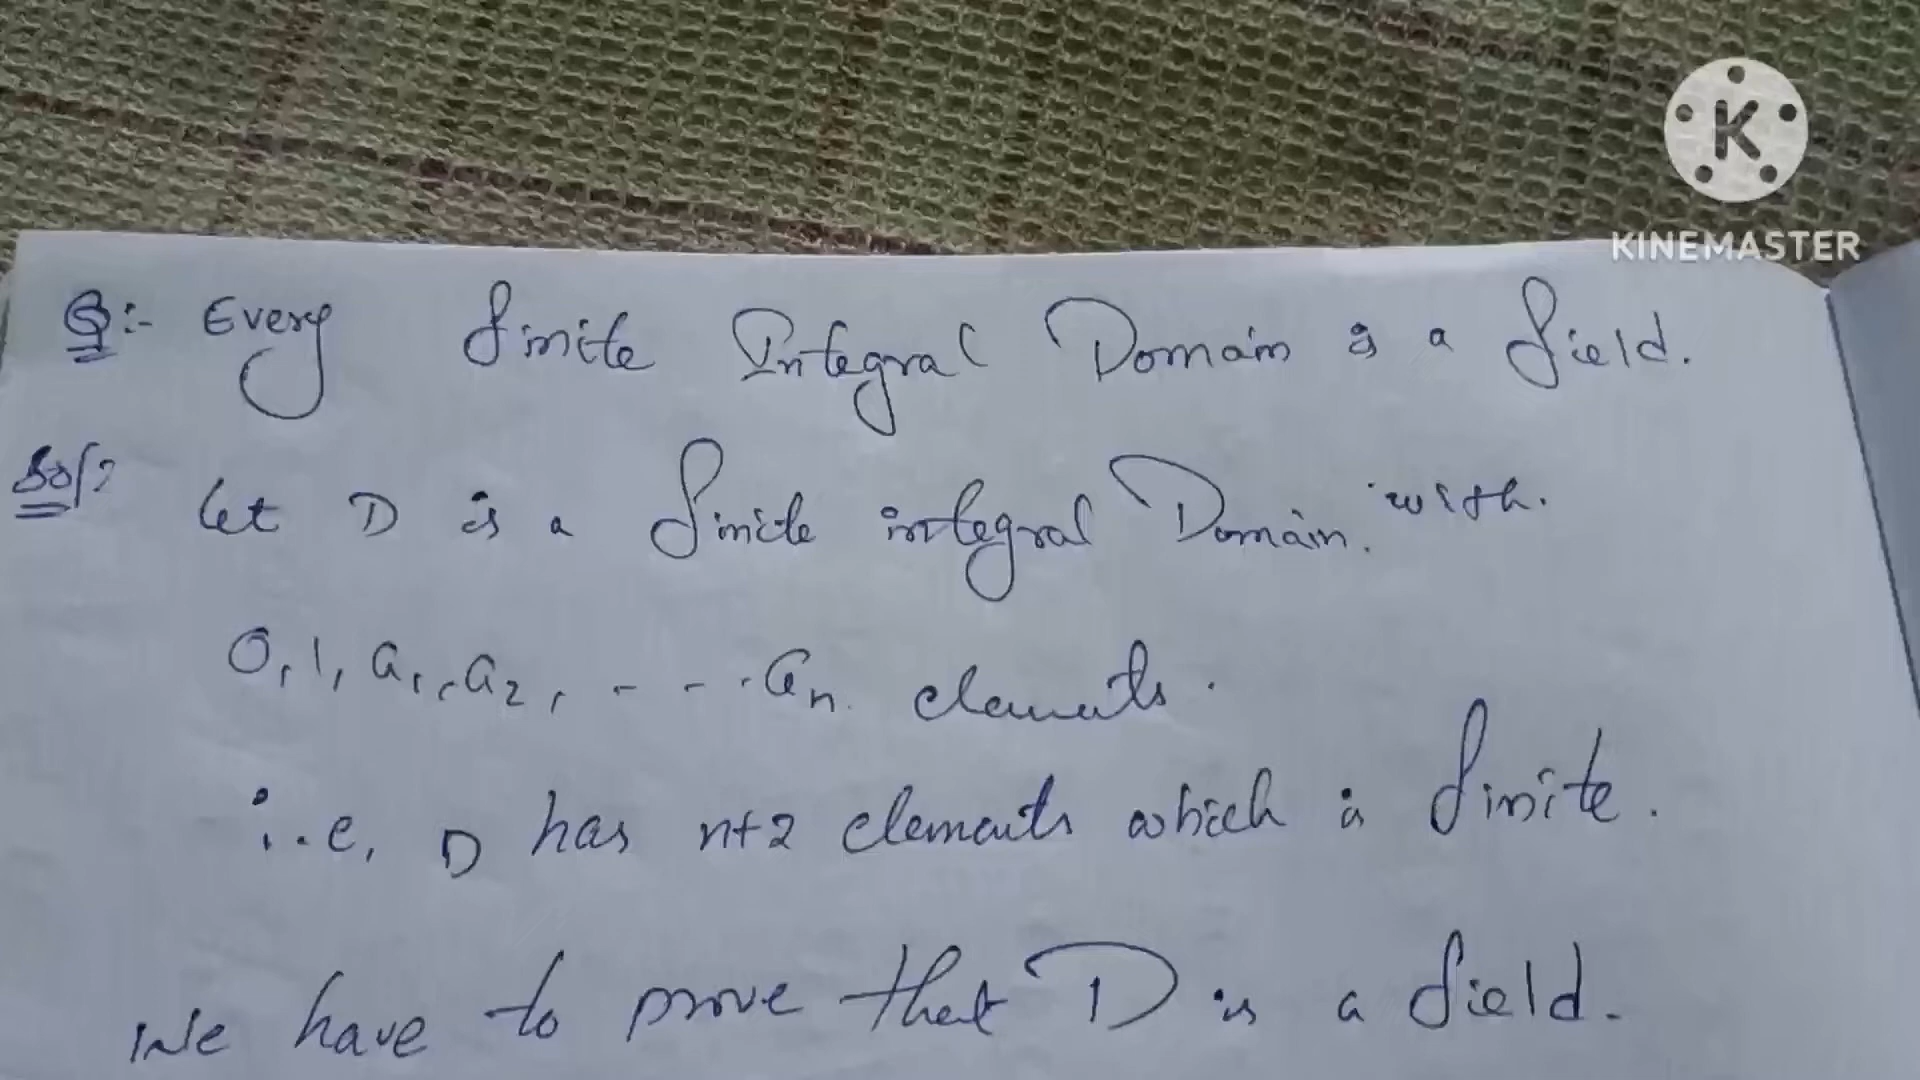 K
KINEMASTER
Q:- Every finite Integral Domain is a field.
Sol: Let D is a finite integral Domain. with.
0, 1, a1, a2, - - - . an. elements.
i.e, D has n+2 elements which is finite.
We have to prove that D is a field.